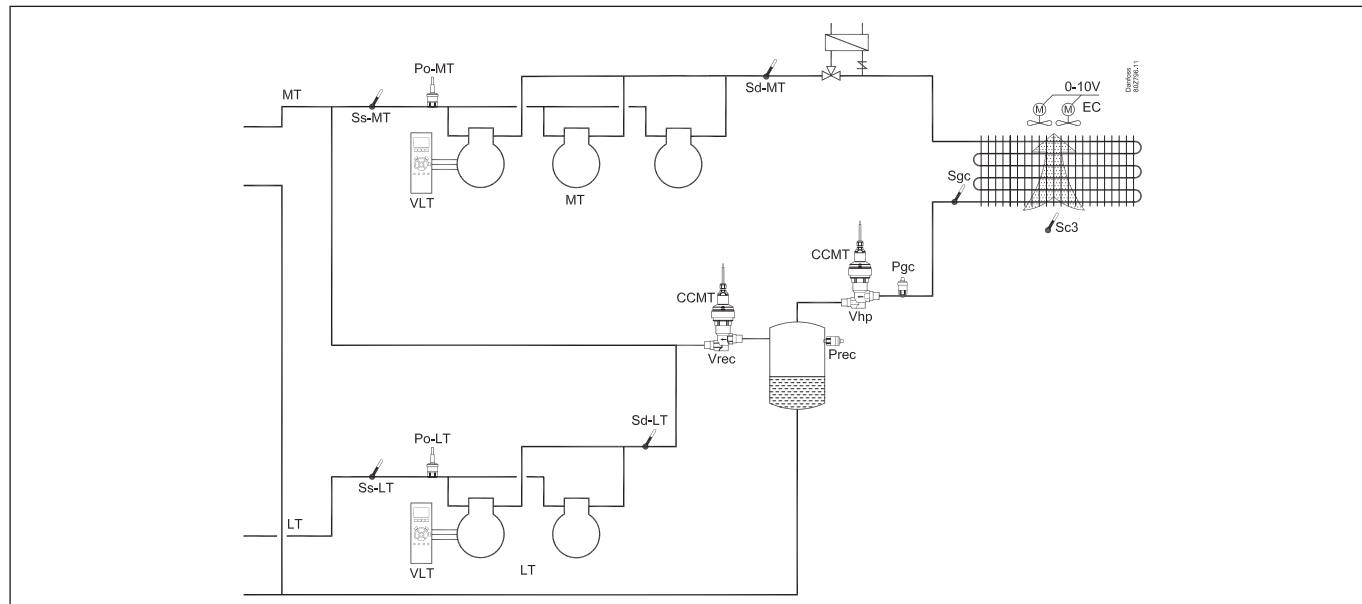 Po-MT
Sd-MT
0-10V
M
M
EC
Danfoss
80Z798.11
MT
Ss-MT
VLT
MT
Sgc
Sc3
CCMT
Pgc
CCMT
Vhp
Vrec
Prec
Sd-LT
Po-LT
Ss-LT
LT
VLT
LT